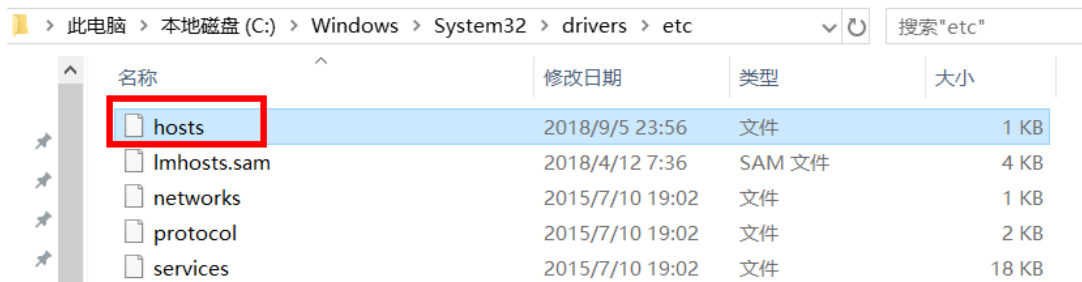 此电脑 > 本地磁盘 (C:) > Windows > System32 > drivers > etc 搜索"etc"
名称 修改日期 类型 大小
hosts 2018/9/5 23:56 文件 1 KB
lmhosts.sam 2018/4/12 7:36 SAM 文件 4 KB
networks 2015/7/10 19:02 文件 1 KB
protocol 2015/7/10 19:02 文件 2 KB
services 2015/7/10 19:02 文件 18 KB